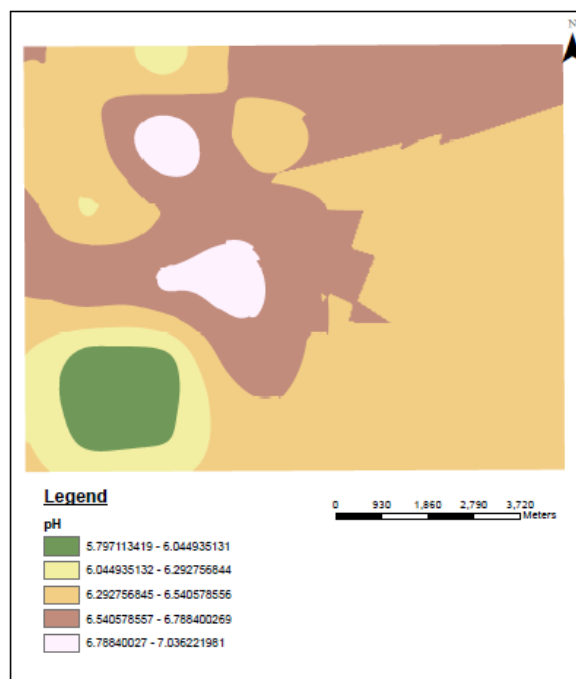 N
Legend
pH
5.797113419 - 6.044935131
6.044935132 - 6.292756844
6.292756845 - 6.540578556
6.540578557 - 6.788400269
6.78840027 - 7.036221981
0 930 1,860 2,790 3,720
Meters